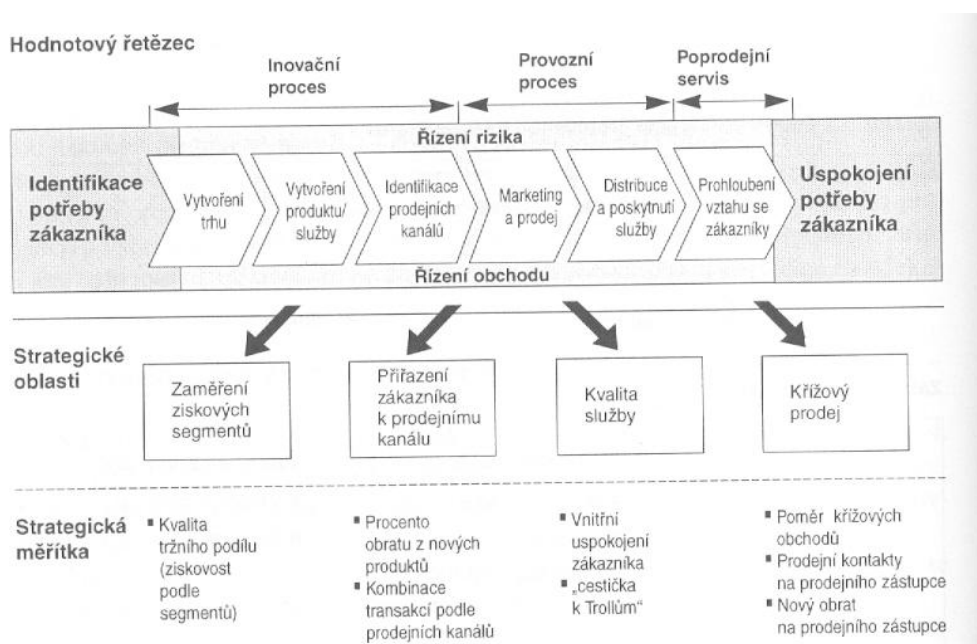 Hodnotový řetězec
Inovační
proces
Provozní
proces
Poprodejní
servis
Řízení rizika
Identifikace
potřeby
zákazníka
Vytvoření
trhu
Vytvoření
produktu/
služby
Identifikace
prodejních
kanálů
Marketing
a prodej
Distribuce
a poskytnutí
služby
Prohloubení
vztahu se
zákazníky
Uspokojení
potřeby
zákazníka
Řízení obchodu
Strategické
oblasti
Zaměření
ziskových
segmentů
Přiřazení
zákazníka
k prodejnímu
kanálu
Kvalita
služby
Křížový
prodej
Strategická
měřítka
▪ Kvalita
tržního podílu
(ziskovost
podle
segmentů)
▪ Procento
obratu z nových
produktů
▪ Kombinace
transakcí podle
prodejních kanálů
▪ Vnitřní
uspokojení
zákazníka
▪ „cestička
k Trollům“
▪ Poměr křížových
obchodů
▪ Prodejní kontakty
na prodejního zástupce
▪ Nový obrat
na prodejního zástupce